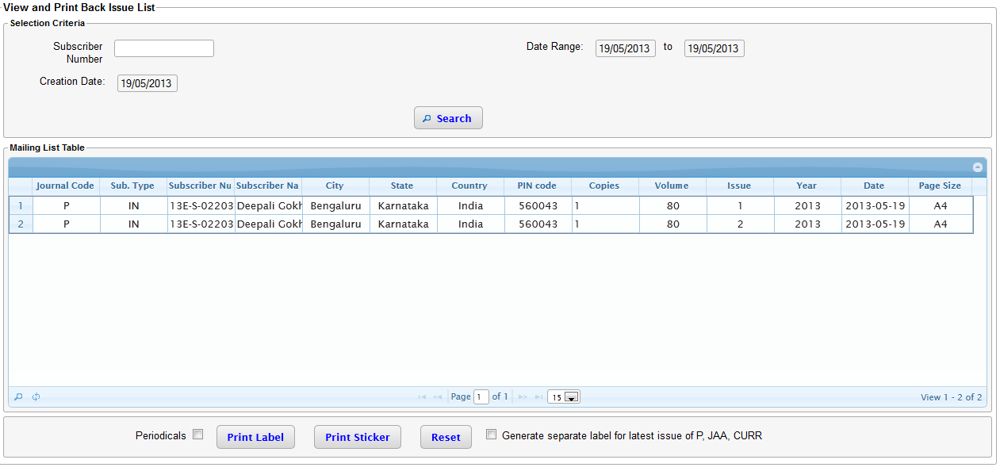 View and Print Back Issue List
Selection Criteria
Subscriber Number
Date Range: 19/05/2013 to 19/05/2013
Creation Date: 19/05/2013
Search
Mailing List Table
Journal Code Sub. Type Subscriber Nu Subscriber Na City State Country PIN code Copies Volume Issue Year Date Page Size
1 P IN 13E-S-02203 Deepali Gokh Bengaluru Karnataka India 560043 1 80 1 2013 2013-05-19 A4
2 P IN 13E-S-02203 Deepali Gokh Bengaluru Karnataka India 560043 1 80 2 2013 2013-05-19 A4
Page 1 of 1 15 View 1 - 2 of 2
Periodicals Print Label Print Sticker Reset Generate separate label for latest issue of P, JAA, CURR